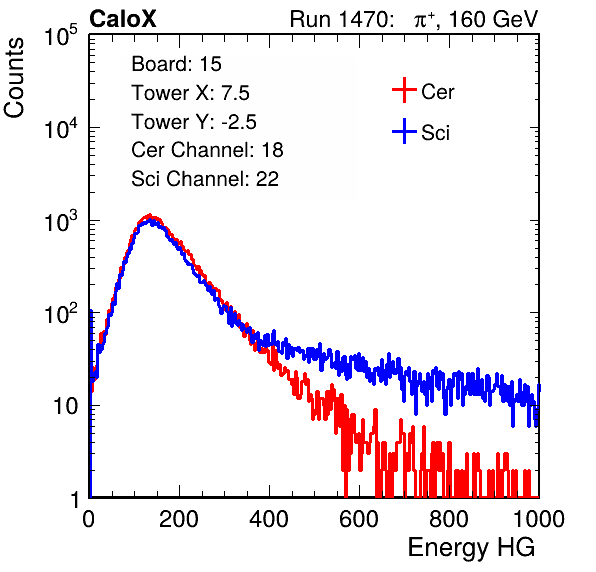 CaloX Run 1470: π⁺, 160 GeV
Counts
10⁵
10⁴
10³
10²
10
1
Board: 15
Tower X: 7.5
Tower Y: -2.5
Cer Channel: 18
Sci Channel: 22
Cer
Sci
0 200 400 600 800 1000
Energy HG